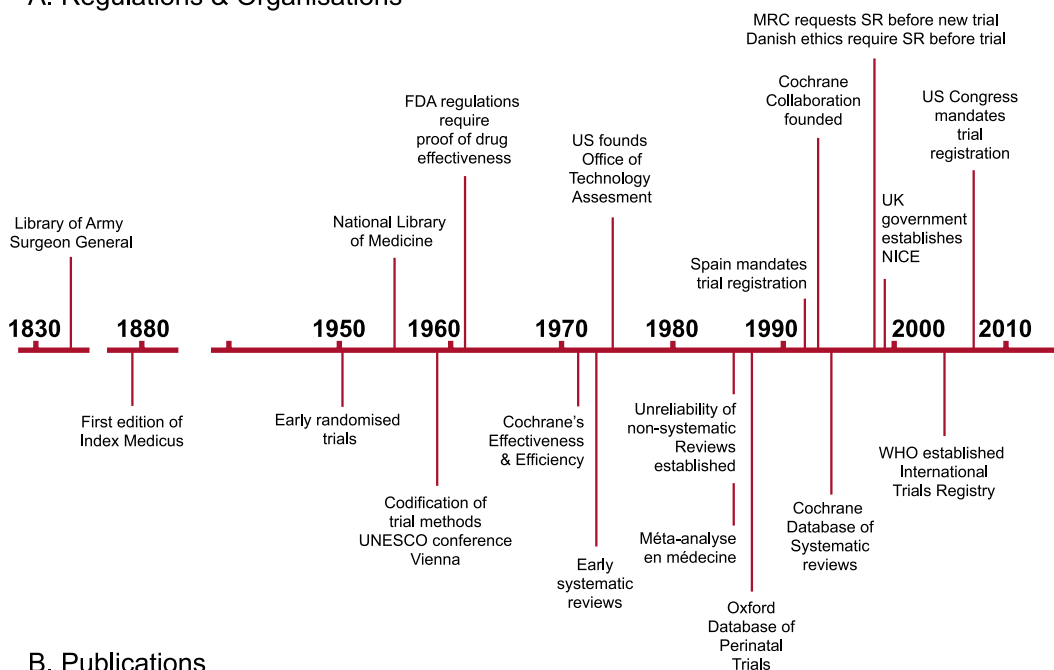 A. Regulations & Organisations
MRC requests SR before new trial
Danish ethics require SR before trial
Cochrane
Collaboration
founded
US Congress
mandates
trial
registration
FDA regulations
require
proof of drug
effectiveness
US founds
Office of
Technology
Assesment
Library of Army
Surgeon General
National Library
of Medicine
UK
government
establishes
NICE
Spain mandates
trial registration
1830
1880
1950
1960
1970
1980
1990
2000
2010
First edition of
Index Medicus
Early randomised
trials
Codification of
trial methods
UNESCO conference
Vienna
Cochrane's
Effectiveness
& Efficiency
Early
systematic
reviews
Unreliability of
non-systematic
Reviews
established
Méta-analyse
en médecine
Oxford
Database of
Perinatal
Trials
Cochrane
Database of
Systematic
reviews
WHO established
International
Trials Registry
B. Publications